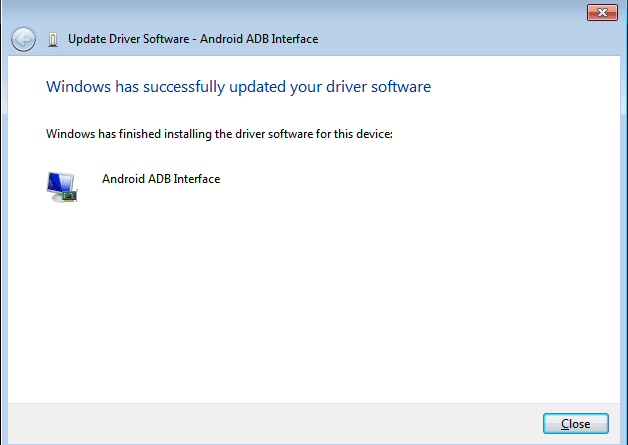 Update Driver Software - Android ADB Interface
Windows has successfully updated your driver software
Windows has finished installing the driver software for this device:
Android ADB Interface
Close